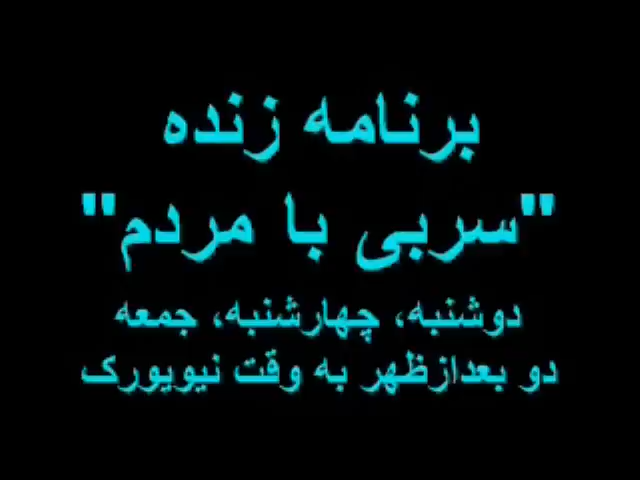 برنامه زنده
"سربی با مردم"
دوشنبه، چهارشنبه، جمعه
دو بعدازظهر به وقت نیویورک